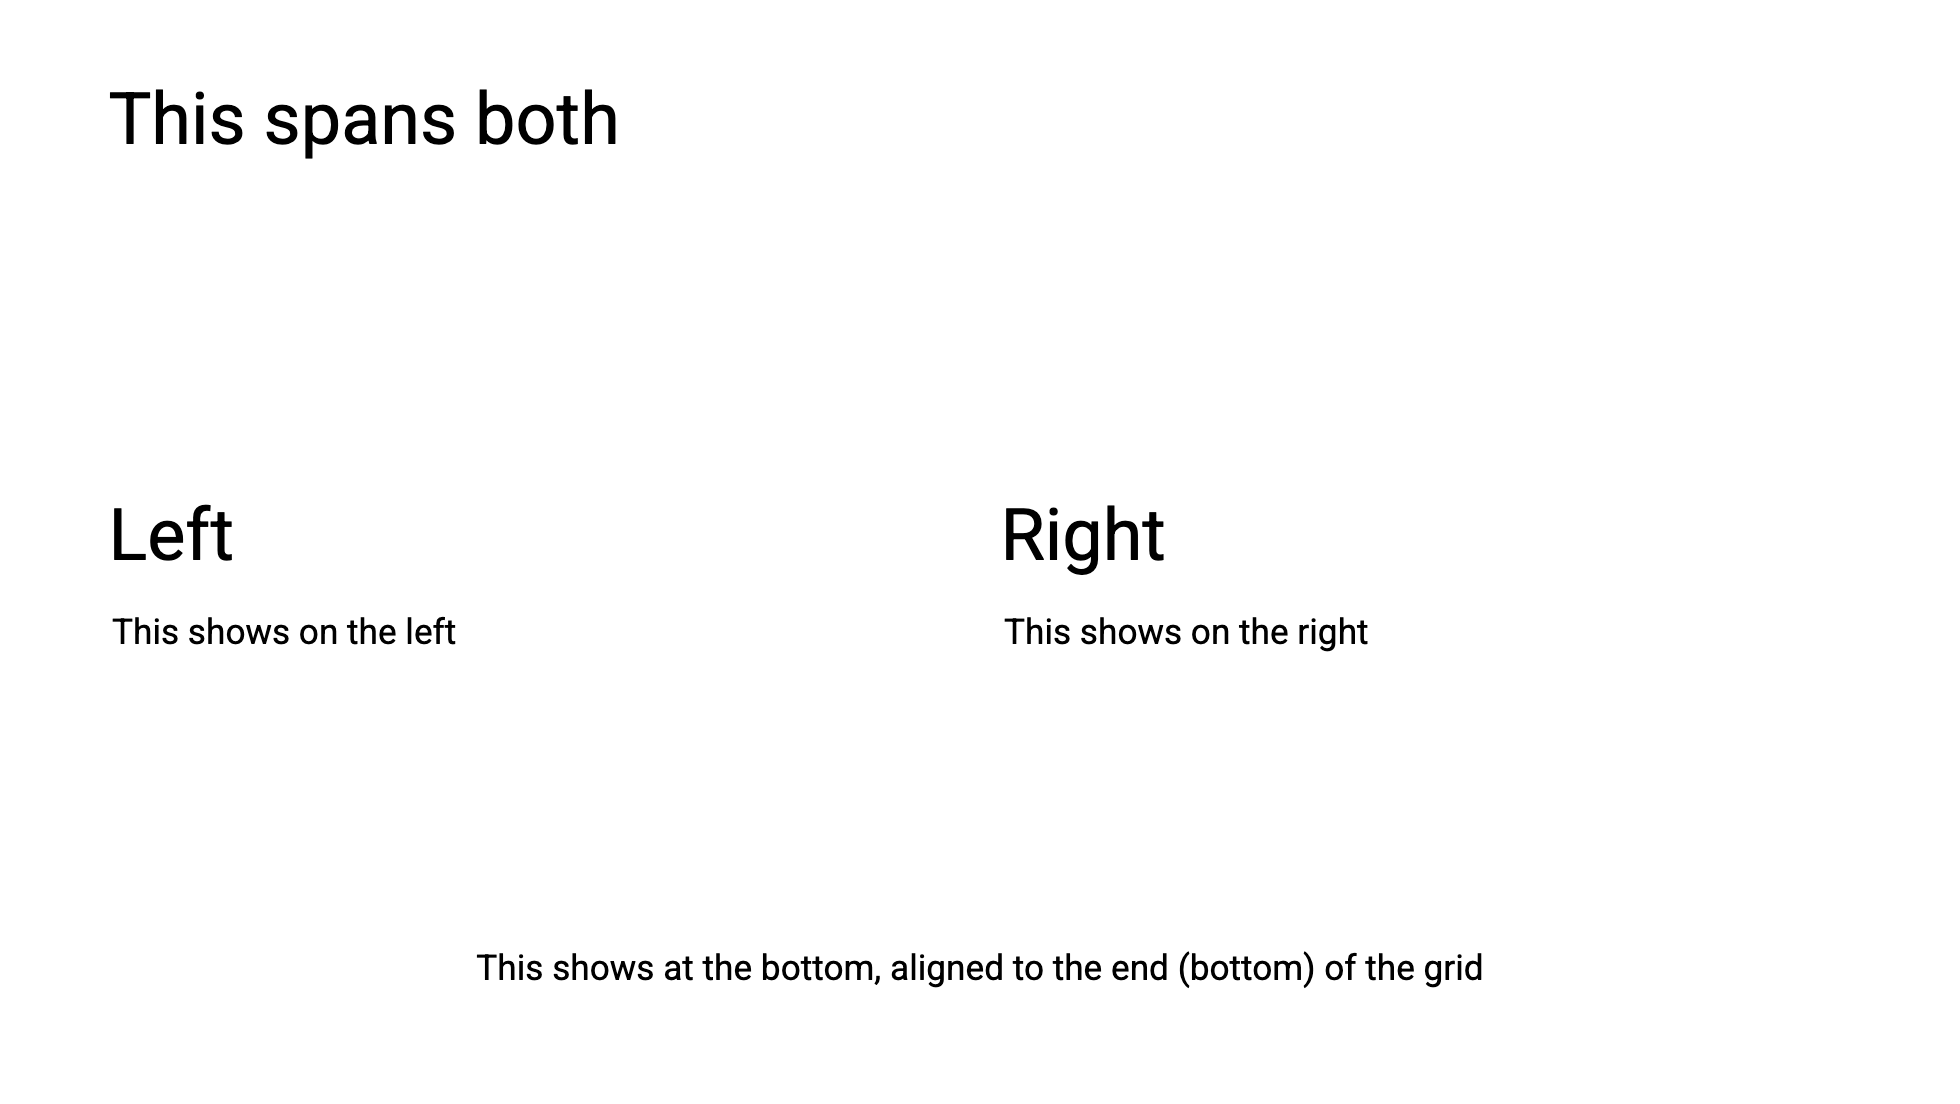 This spans both
Left
This shows on the left
Right
This shows on the right
This shows at the bottom, aligned to the end (bottom) of the grid